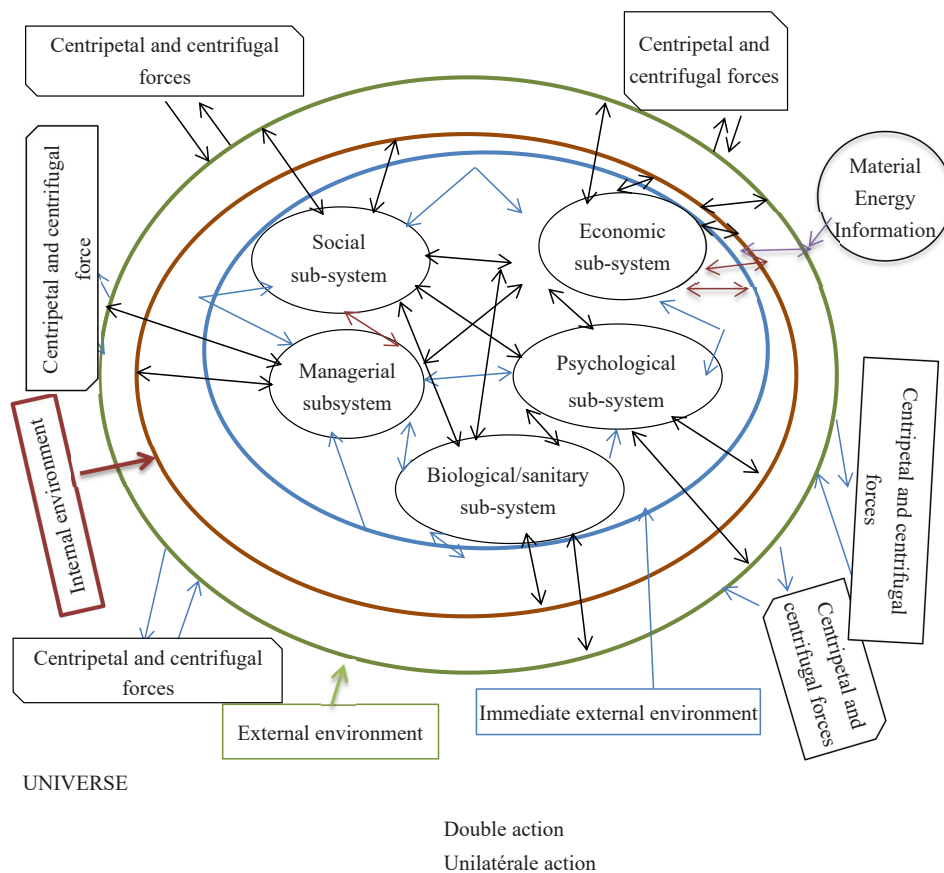 Centripetal and centrifugal
forces
Centripetal and
centrifugal forces
Material
Energy
Information
Centripetal and centrifugal
force
Social
sub-system
Economic
sub-system
Managerial
subsystem
Psychological
sub-system
Biological/sanitary
sub-system
Internal environment
Centripetal and centrifugal
forces
Centripetal and
centrifugal forces
Centripetal and centrifugal
forces
External environment
Immediate external environment
UNIVERSE
Double action
Unilatérale action